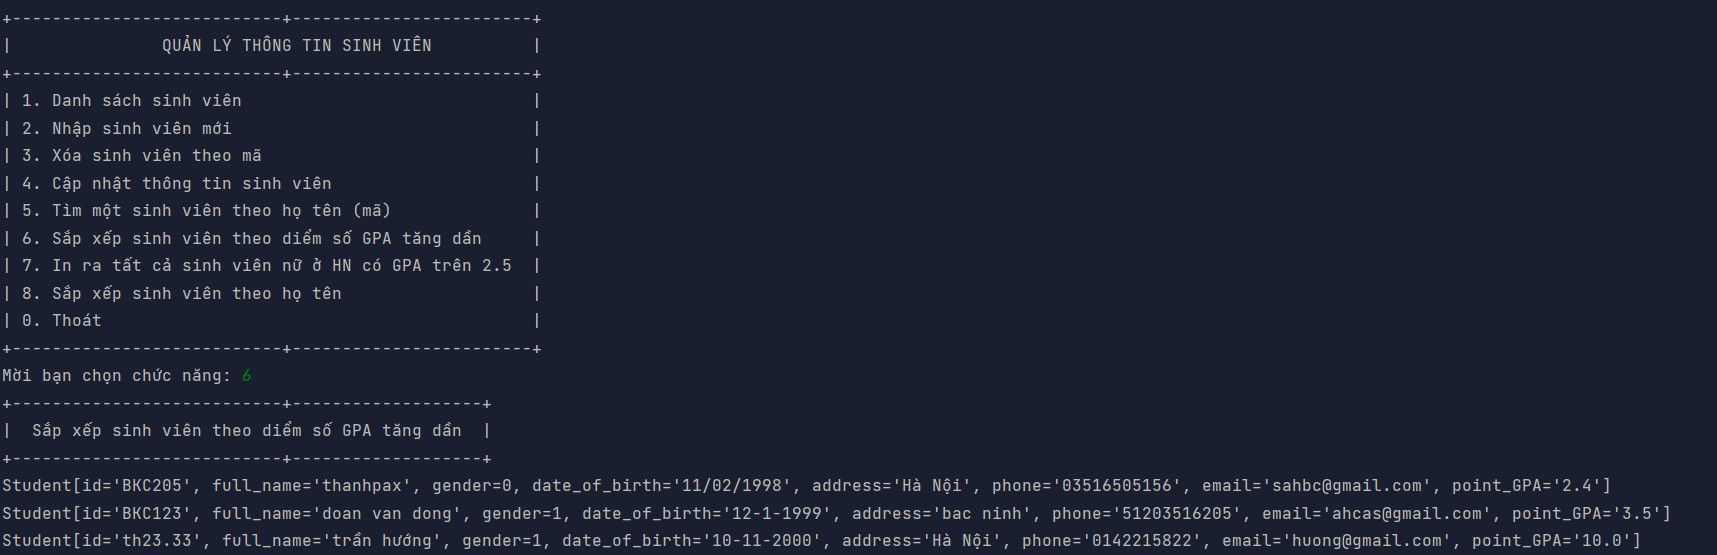 +---------------------------+------------------------+
|               QUẢN LÝ THÔNG TIN SINH VIÊN          |
+---------------------------+------------------------+
| 1. Danh sách sinh viên                             |
| 2. Nhập sinh viên mới                              |
| 3. Xóa sinh viên theo mã                           |
| 4. Cập nhật thông tin sinh viên                    |
| 5. Tìm một sinh viên theo họ tên (mã)              |
| 6. Sắp xếp sinh viên theo diểm số GPA tăng dần     |
| 7. In ra tất cả sinh viên nữ ở HN có GPA trên 2.5  |
| 8. Sắp xếp sinh viên theo họ tên                   |
| 0. Thoát                                           |
+---------------------------+------------------------+
Mời bạn chọn chức năng: 6
+---------------------------+-------------------+
|  Sắp xếp sinh viên theo diểm số GPA tăng dần  |
+---------------------------+-------------------+
Student[id='BKC205', full_name='thanhpax', gender=0, date_of_birth='11/02/1998', address='Hà Nội', phone='03516505156', email='sahbc@gmail.com', point_GPA='2.4']
Student[id='BKC123', full_name='doan van dong', gender=1, date_of_birth='12-1-1999', address='bac ninh', phone='51203516205', email='ahcas@gmail.com', point_GPA='3.5']
Student[id='th23.33', full_name='trần hướng', gender=1, date_of_birth='10-11-2000', address='Hà Nội', phone='0142215822', email='huong@gmail.com', point_GPA='10.0']